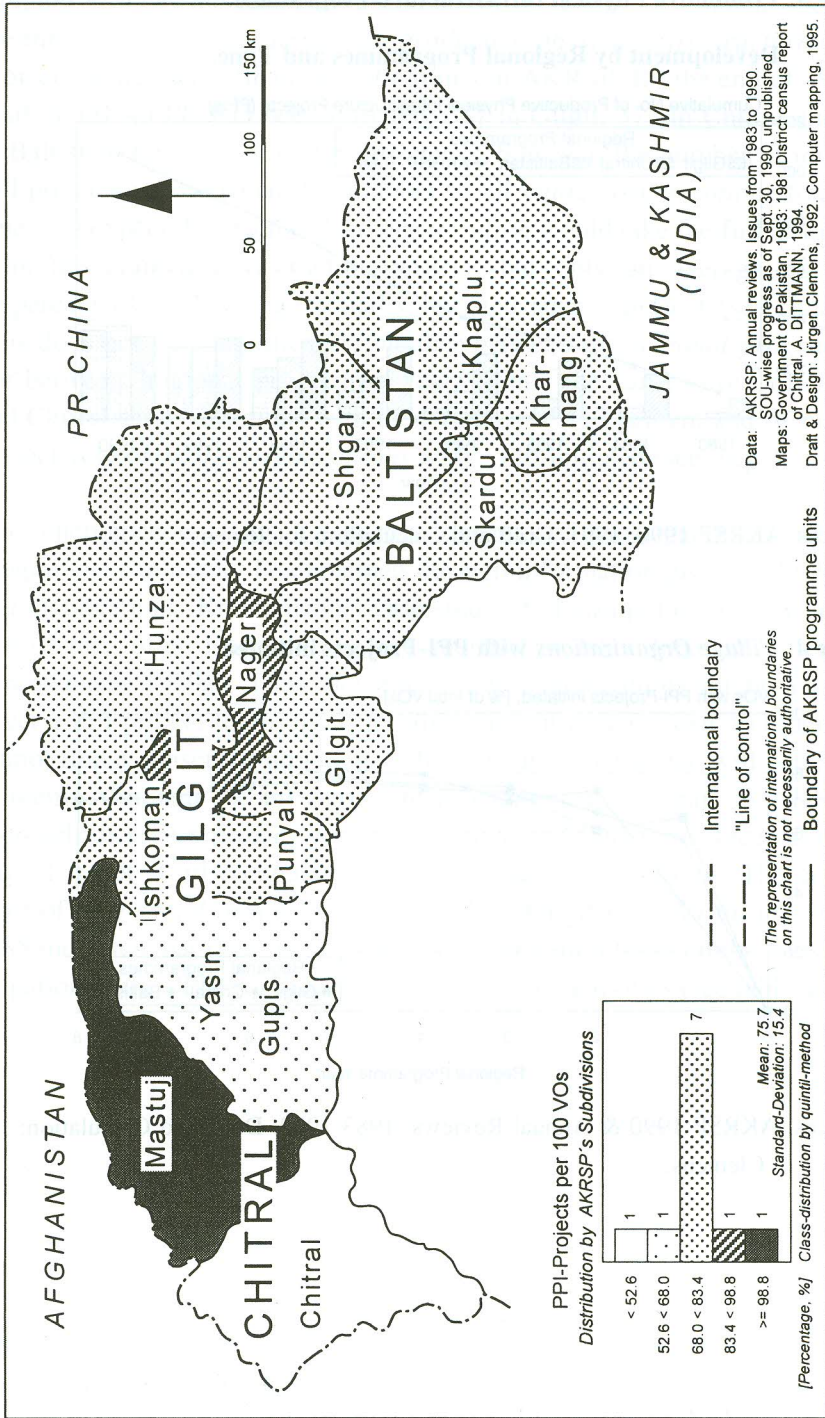 AFGHANISTAN
PRCHINA
Mastuj
CHITRAL
Chitral
Yasin
Gupis
Ishkoman
GILGIT
Punyal
Hunza
Nager
Gilgit
Shigar
BALTISTAN
Skardu
Khaplu
Khar-
mang
JAMMU & KASHMIR
(INDIA)
0 50 100 150 km
PPI-Projects per 100 VOs
Distribution by AKRSP´s Subdivisions
< 52.6 1
52.6 < 68.0 1
68.0 < 83.4 7
83.4 < 98.8 1
>= 98.8 1
Mean: 75.7
Standard-Deviation: 15.4
[Percentage, %] Class-distribution by quintil-method
International boundary
"Line of control"
The representation of international boundaries
on this chart is not necessarily authoritative
Boundary of AKRSP programme units
Data: AKRSP: Annual reviews. Issues from 1983 to 1990.
SOU-wise progress as of Sept. 30, 1990, unpublished.
Maps: Government of Pakistan, 1983: 1981 District census report
of Chitral. A. DITTMANN, 1994.
Draft & Design: Jürgen Clemens, 1992. Computer mapping, 1995.